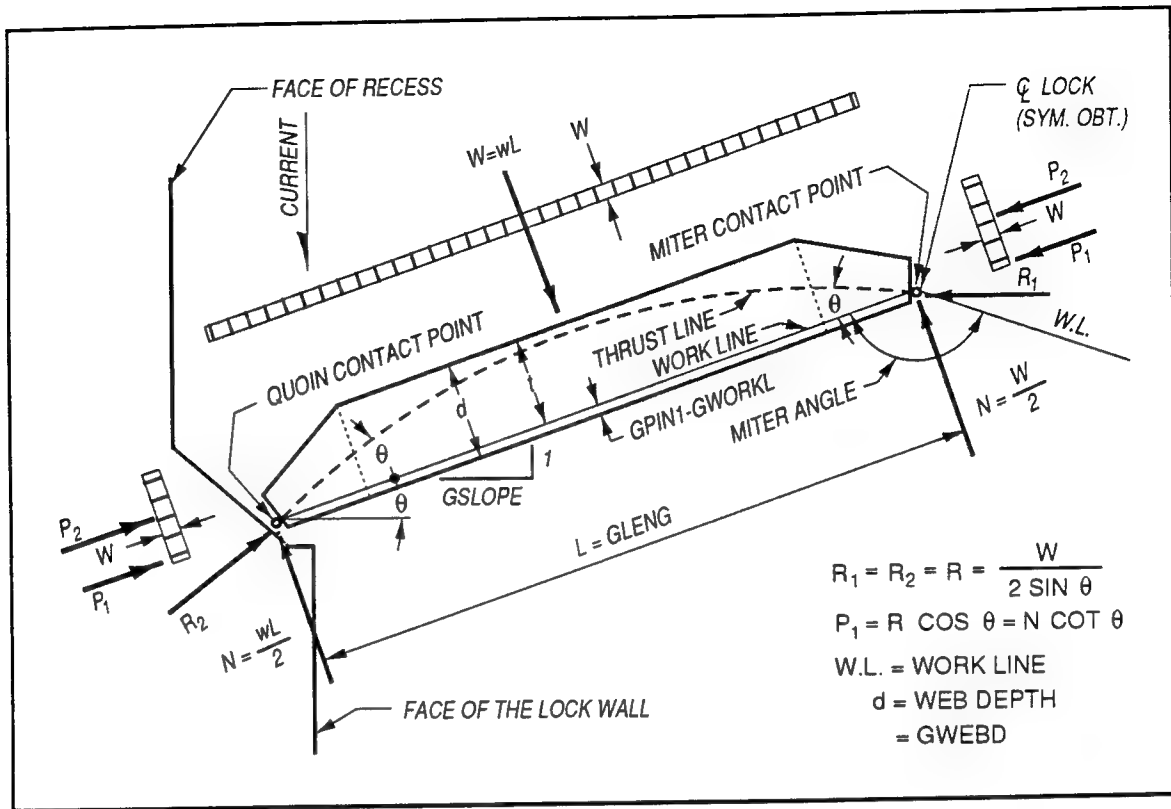 FACE OF RECESS
CURRENT
W=wL
W
℄ LOCK
(SYM. OBT.)
MITER CONTACT POINT
P₂
W
P₁
R₁
W.L.
QUOIN CONTACT POINT
THRUST LINE
WORK LINE
θ
d
t
θ
GPIN1-GWORKL
MITER ANGLE
N = W/2
1
GSLOPE
θ
L = GLENG
P₂
W
P₁
R₂
N = wL/2
FACE OF THE LOCK WALL
R₁ = R₂ = R = W / 2 SIN θ
P₁ = R COS θ = N COT θ
W.L. = WORK LINE
d = WEB DEPTH
= GWEBD